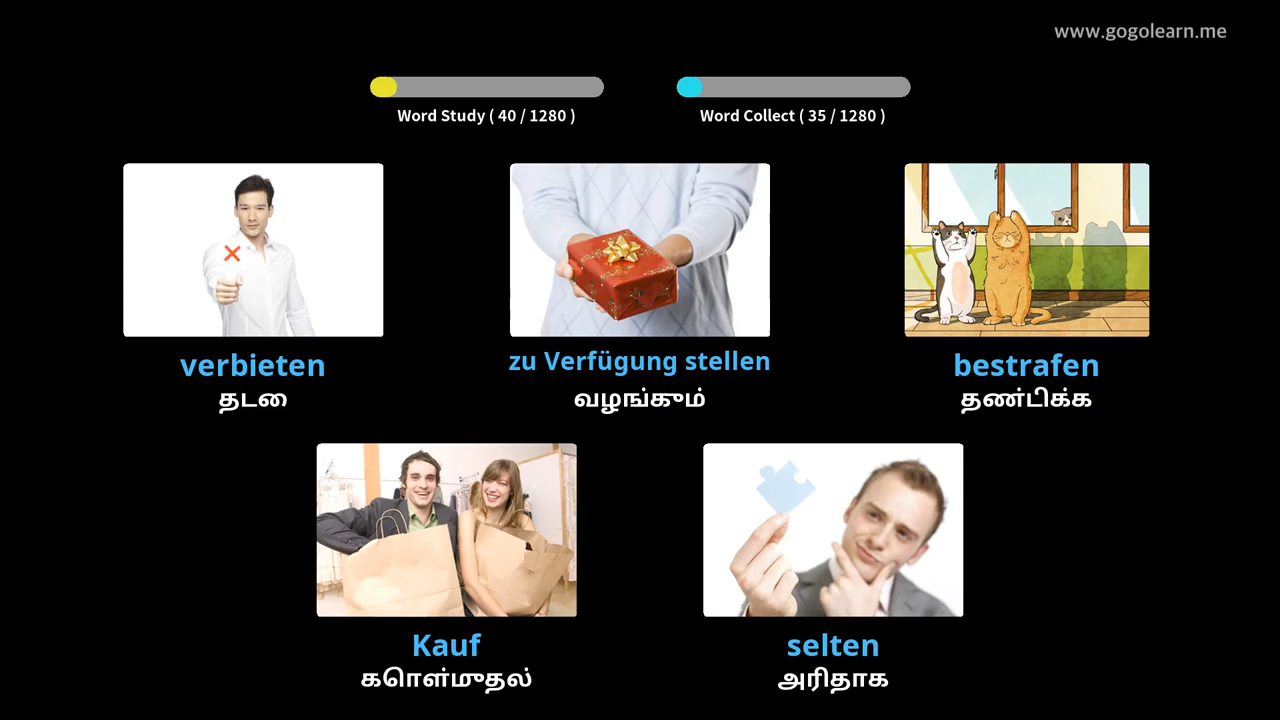 www.gogolearn.me
Word Study ( 40 / 1280 )
Word Collect ( 35 / 1280 )
verbieten
தடை
zu Verfügung stellen
வழங்கும்
bestrafen
தண்டிக்க
Kauf
கொள்முதல்
selten
அரிதாக